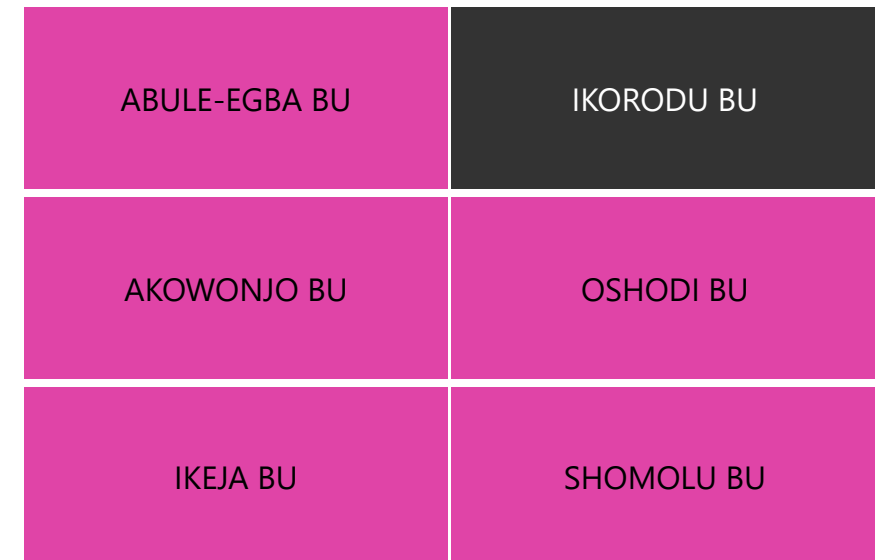 ABULE-EGBA BU
IKORODU BU
AKOWONJO BU
OSHODI BU
IKEJA BU
SHOMOLU BU